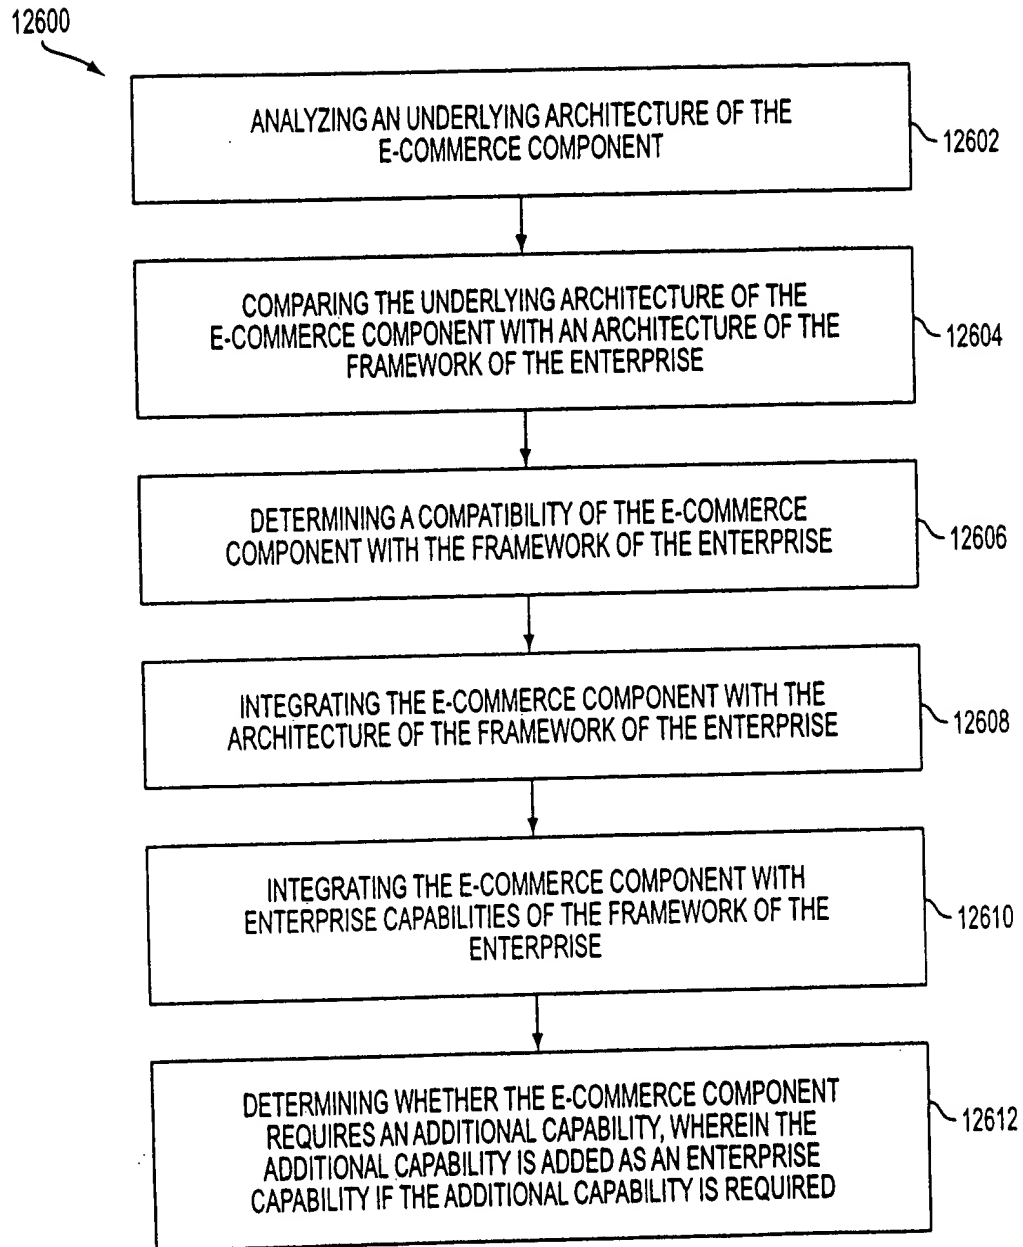 12600
ANALYZING AN UNDERLYING ARCHITECTURE OF THE
E-COMMERCE COMPONENT
12602
COMPARING THE UNDERLYING ARCHITECTURE OF THE
E-COMMERCE COMPONENT WITH AN ARCHITECTURE OF THE
FRAMEWORK OF THE ENTERPRISE
12604
DETERMINING A COMPATIBILITY OF THE E-COMMERCE
COMPONENT WITH THE FRAMEWORK OF THE ENTERPRISE
12606
INTEGRATING THE E-COMMERCE COMPONENT WITH THE
ARCHITECTURE OF THE FRAMEWORK OF THE ENTERPRISE
12608
INTEGRATING THE E-COMMERCE COMPONENT WITH
ENTERPRISE CAPABILITIES OF THE FRAMEWORK OF THE
ENTERPRISE
12610
DETERMINING WHETHER THE E-COMMERCE COMPONENT
REQUIRES AN ADDITIONAL CAPABILITY, WHEREIN THE
ADDITIONAL CAPABILITY IS ADDED AS AN ENTERPRISE
CAPABILITY IF THE ADDITIONAL CAPABILITY IS REQUIRED
12612